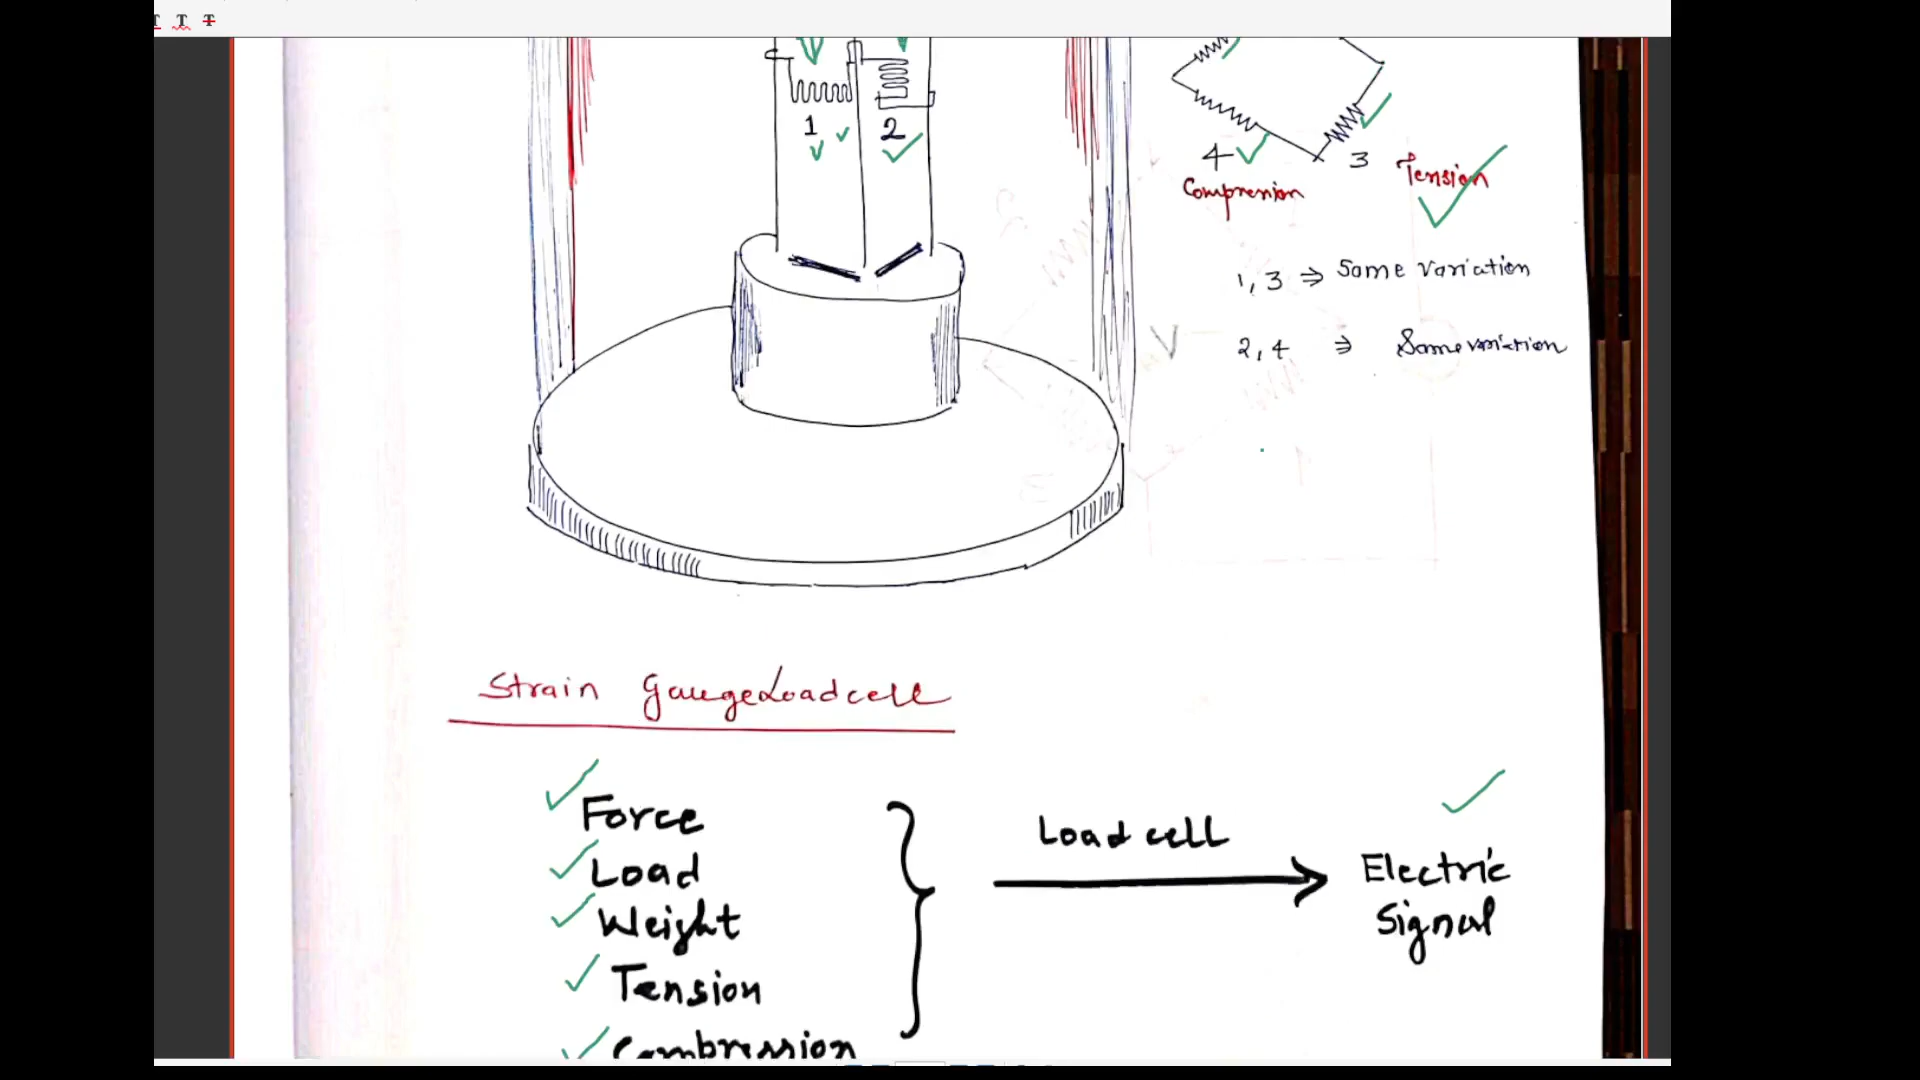 T T T
1 2
4 3
Compression Tension
1, 3 ⇒ Same variation
2, 4 ⇒ Same variation
Strain Gauge Load cell
Force
Load
Weight
Tension
Compression
Load cell
Electric
Signal